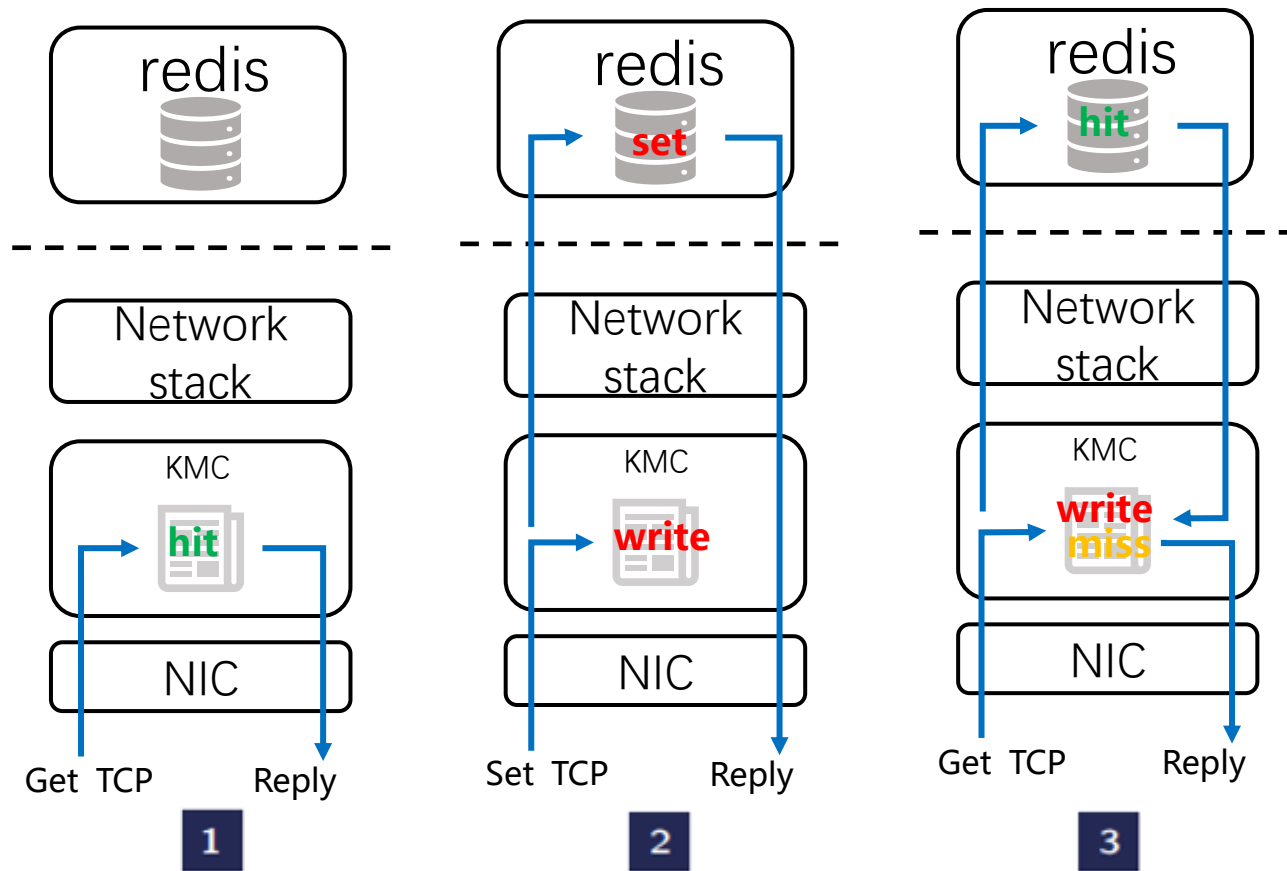 redis
Network
stack
KMC
hit
NIC
Get TCP
Reply
1
redis
set
Network
stack
KMC
write
NIC
Set TCP
Reply
2
redis
hit
Network
stack
KMC
write
miss
NIC
Get TCP
Reply
3